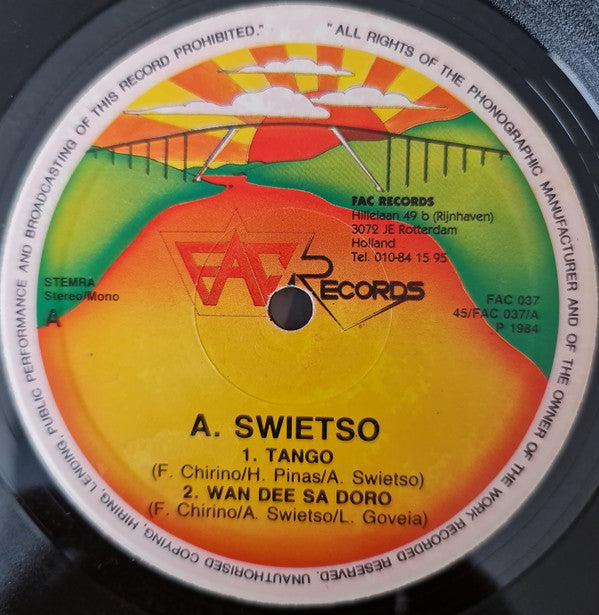 "ALL RIGHTS OF THE PHONOGRAPHIC MANUFACTURER AND OF THE OWNER OF THE WORK RECORDED RESERVED. UNAUTHORISED COPYING, HIRING, LENDING, PUBLIC PERFORMANCE AND BROADCASTING OF THIS RECORD PROHIBITED."
FAC RECORDS
Hillelaan 49 b (Rijnhaven)
3072 JE Rotterdam
Holland
Tel. 010-84 15 95
FAC RECORDS
STEMRA
Stereo/Mono
A
FAC 037
45/FAC 037/A
P 1984
A. SWIETSO
1. TANGO
(F. Chirino/H. Pinas/A. Swietso)
2. WAN DEE SA DORO
(F. Chirino/A. Swietso/L. Goveia)